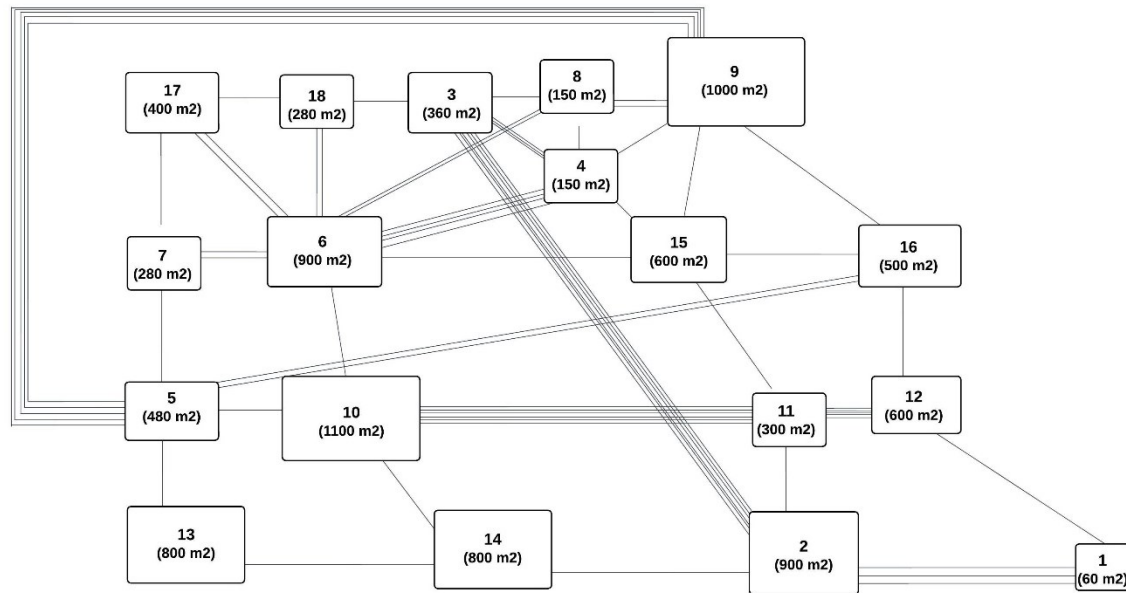 8
(150 m2)
9
(1000 m2)
17
(400 m2)
18
(280 m2)
3
(360 m2)
4
(150 m2)
7
(280 m2)
6
(900 m2)
15
(600 m2)
16
(500 m2)
5
(480 m2)
10
(1100 m2)
11
(300 m2)
12
(600 m2)
13
(800 m2)
14
(800 m2)
2
(900 m2)
1
(60 m2)